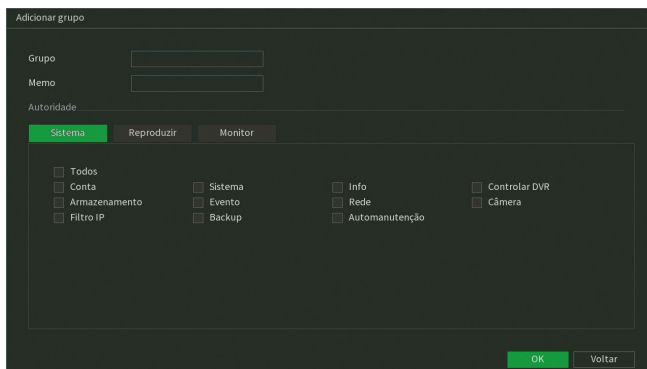 Adicionar grupo
Grupo
Memo
Autoridade
Sistema Reproduzir Monitor
Todos
Conta Sistema Info Controlar DVR
Armazenamento Evento Rede Câmera
Filtro IP Backup Automanutenção
OK Voltar